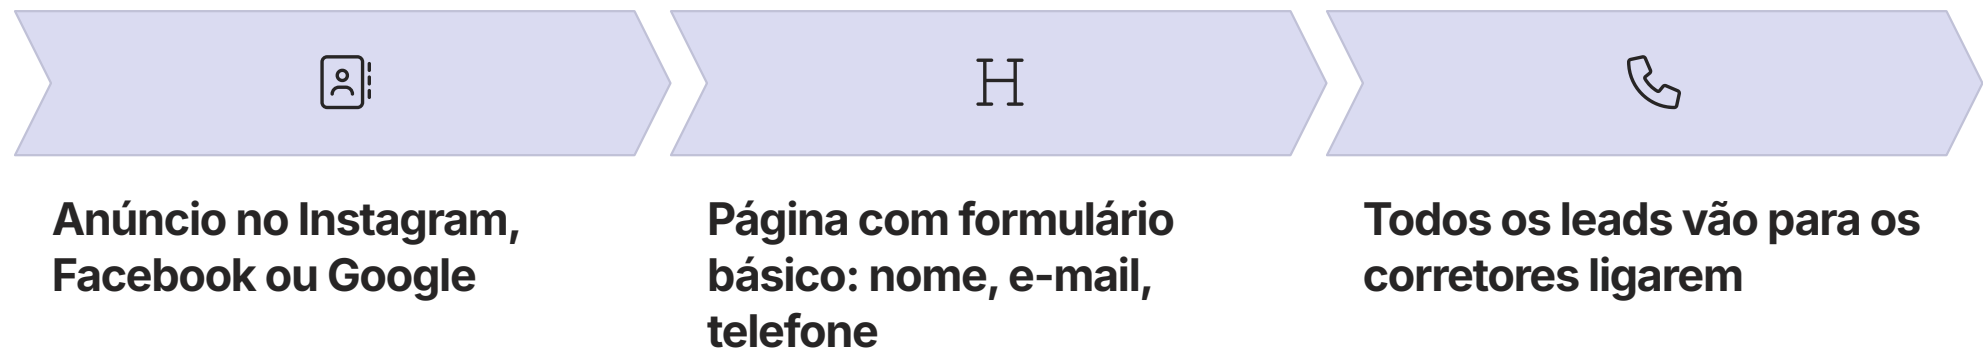 Anúncio no Instagram,
Facebook ou Google
Página com formulário
básico: nome, e-mail,
telefone
Todos os leads vão para os
corretores ligarem